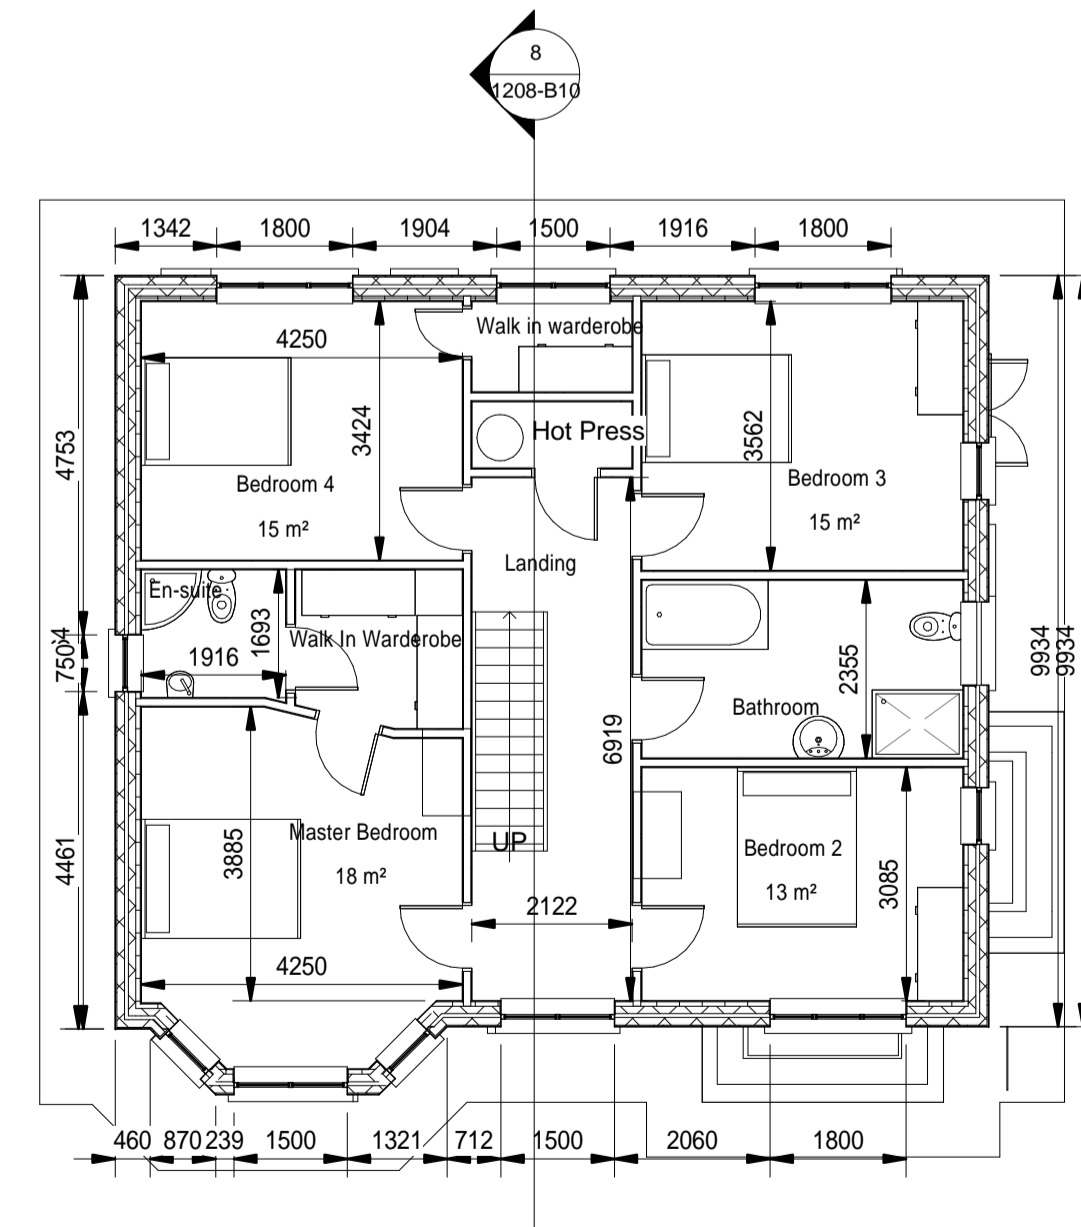 8
1208-B10
1342 1800 1904 1500 1916 1800
Walk in warderobe
4250
Hot Press
3424
3562
4753
Bedroom 4
15 m²
Bedroom 3
15 m²
Landing
En-suite
Walk In Warderobe
1693
1916
750
2355
9934
9934
Bathroom
6919
Master Bedroom
18 m²
UP
Bedroom 2
13 m²
3885
4461
3085
2122
4250
460 870 239 1500 1321 712 1500 2060 1800